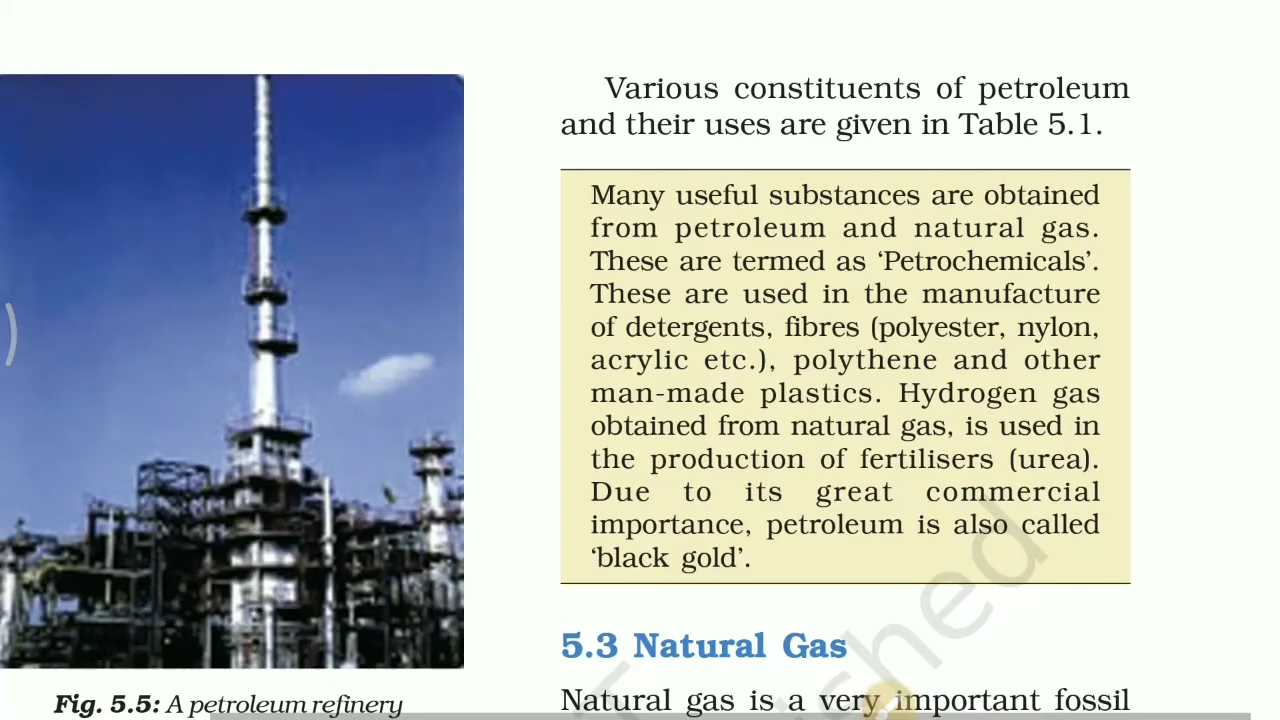 Various constituents of petroleum
and their uses are given in Table 5.1.
Many useful substances are obtained
from petroleum and natural gas.
These are termed as ‘Petrochemicals’.
These are used in the manufacture
of detergents, fibres (polyester, nylon,
acrylic etc.), polythene and other
man-made plastics. Hydrogen gas
obtained from natural gas, is used in
the production of fertilisers (urea).
Due to its great commercial
importance, petroleum is also called
‘black gold’.
5.3 Natural Gas
Natural gas is a very important fossil
Fig. 5.5: A petroleum refinery